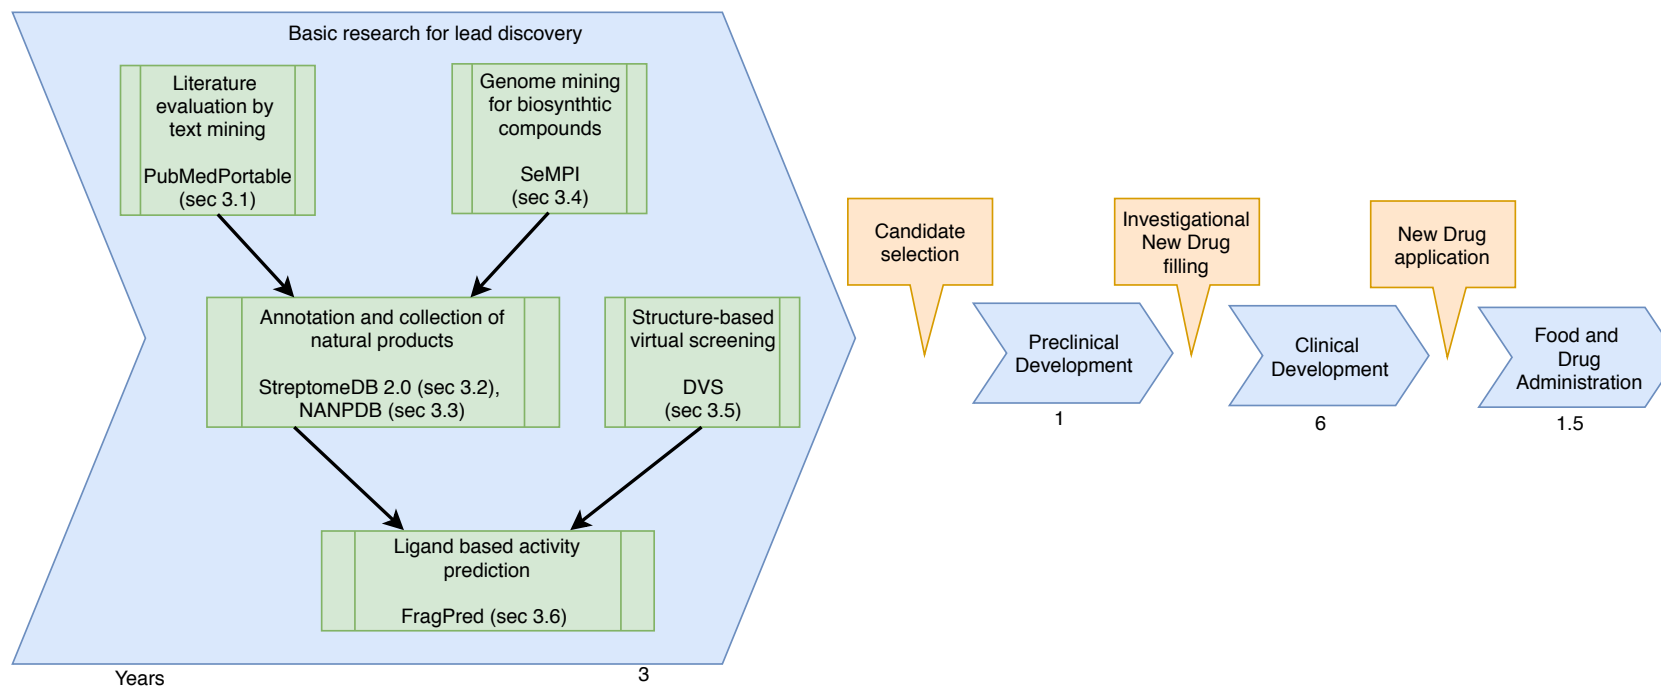 Basic research for lead discovery
Literature
evaluation by
text mining
PubMedPortable
(sec 3.1)
Genome mining
for biosynthtic
compounds
SeMPI
(sec 3.4)
Annotation and collection of
natural products
StreptomeDB 2.0 (sec 3.2),
NANPDB (sec 3.3)
Structure-based
virtual screening
DVS
(sec 3.5)
Ligand based activity
prediction
FragPred (sec 3.6)
Candidate
selection
Investigational
New Drug
filling
New Drug
application
Preclinical
Development
Clinical
Development
Food and
Drug
Administration
Years
3
1
6
1.5